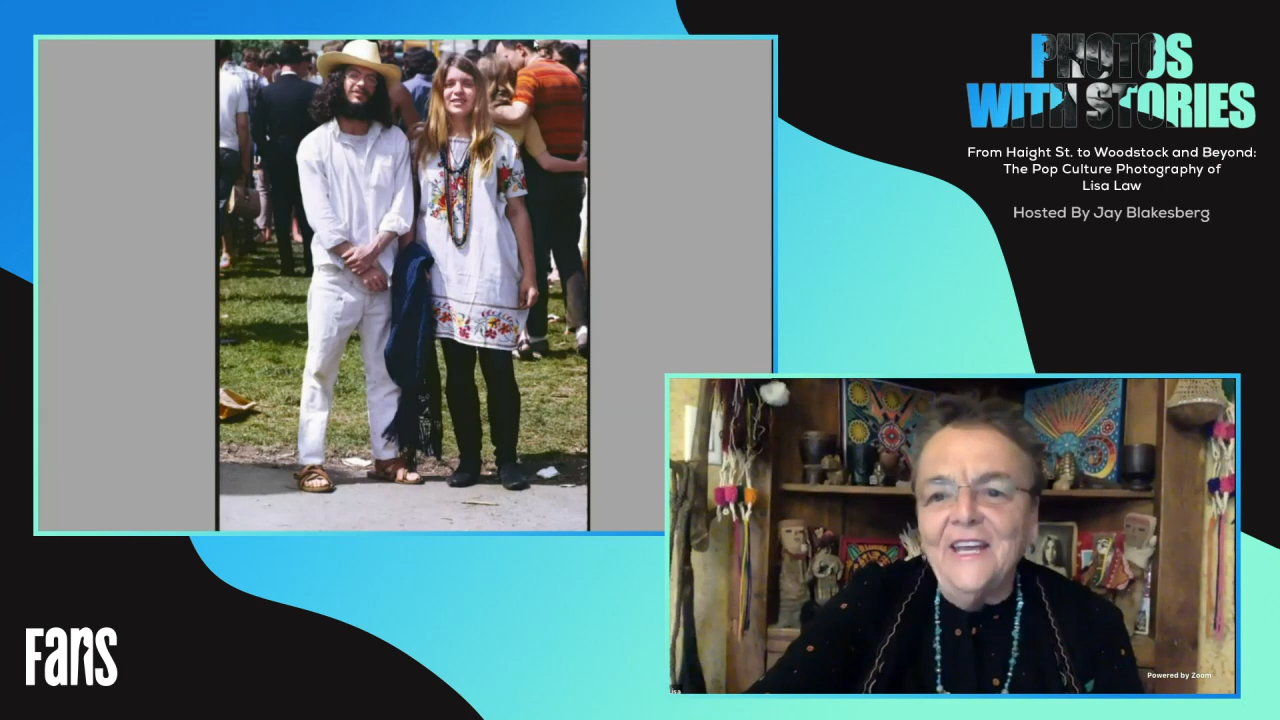 PHOTOS
WITH STORIES
From Haight St. to Woodstock and Beyond:
The Pop Culture Photography of
Lisa Law
Hosted By Jay Blakesberg
FANS
Powered by Zoom